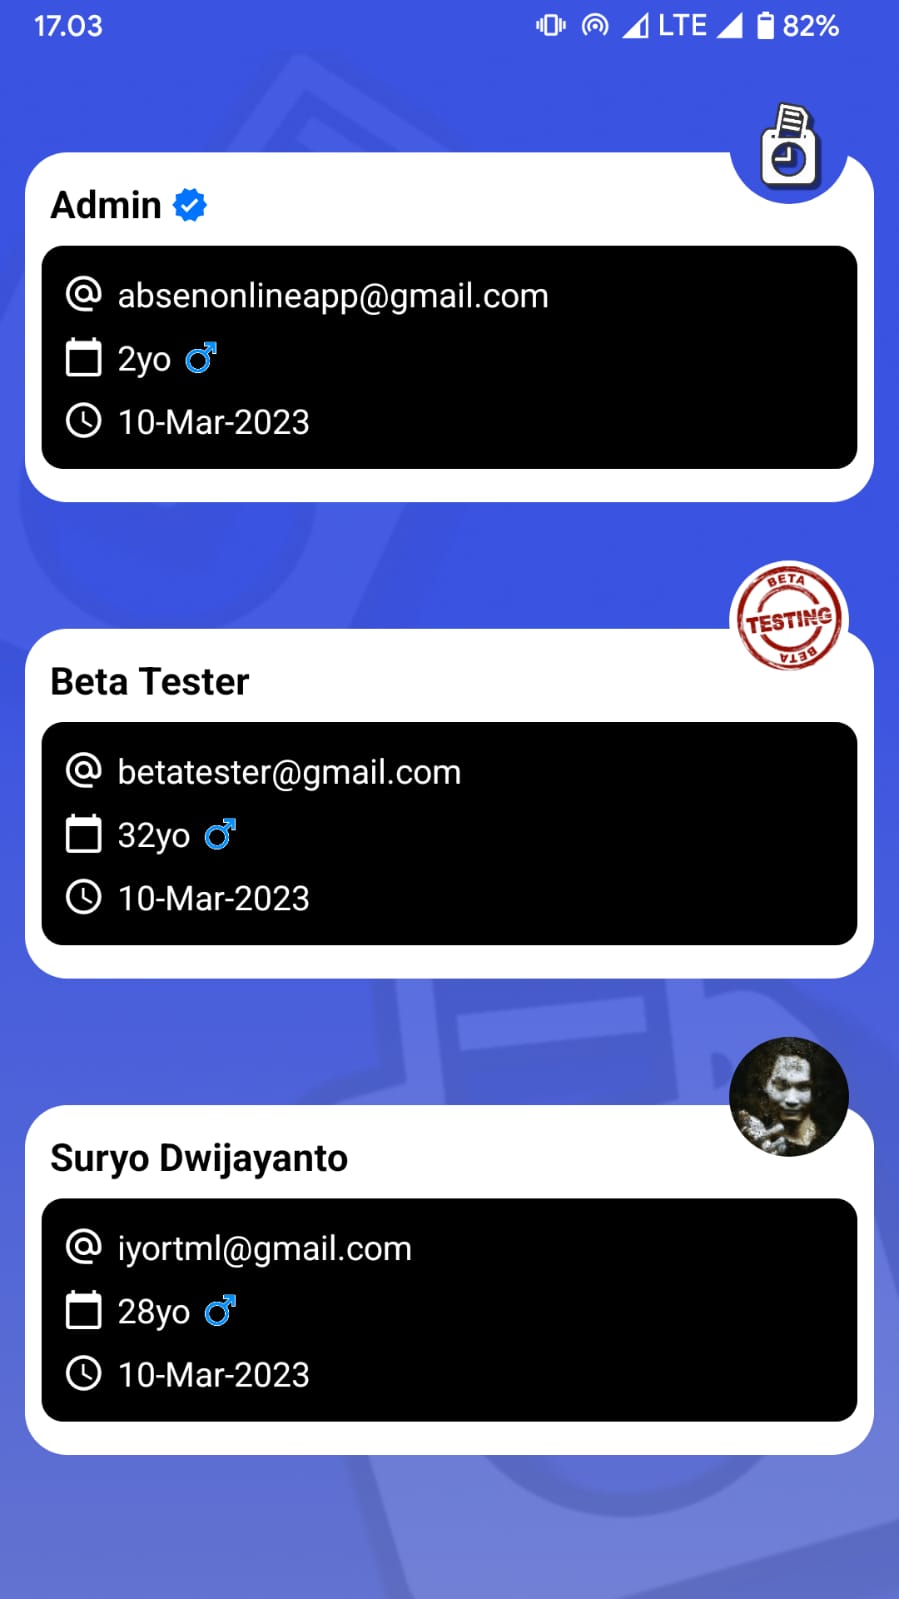 17.03 LTE 82%
Admin
absenonlineapp@gmail.com
2yo
10-Mar-2023
BETA
TESTING
BETA
Beta Tester
betatester@gmail.com
32yo
10-Mar-2023
Suryo Dwijayanto
iyortml@gmail.com
28yo
10-Mar-2023